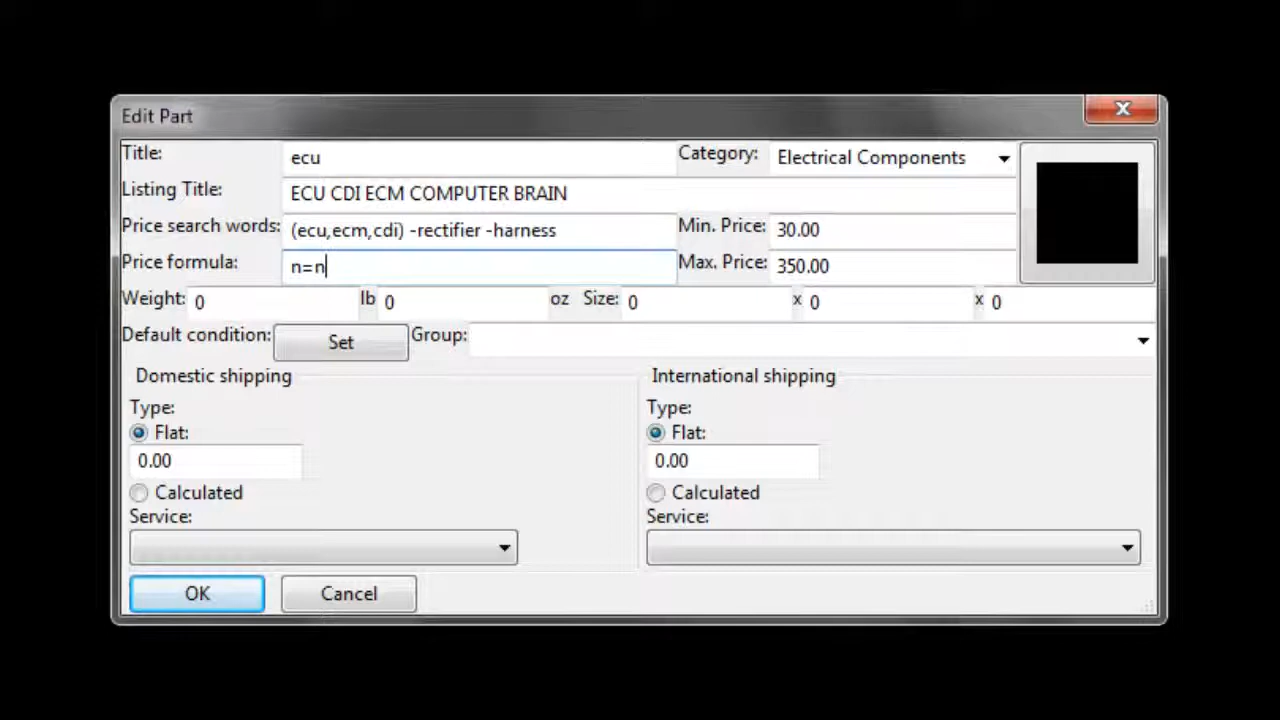 Edit Part
Title: ecu Category: Electrical Components
Listing Title: ECU CDI ECM COMPUTER BRAIN
Price search words: (ecu,ecm,cdi) -rectifier -harness Min. Price: 30.00
Price formula: n=n Max. Price: 350.00
Weight: 0 lb 0 oz Size: 0 x 0 x 0
Default condition: Set Group:
Domestic shipping International shipping
Type: Type:
Flat: Flat:
0.00 0.00
Calculated Calculated
Service: Service:
OK Cancel